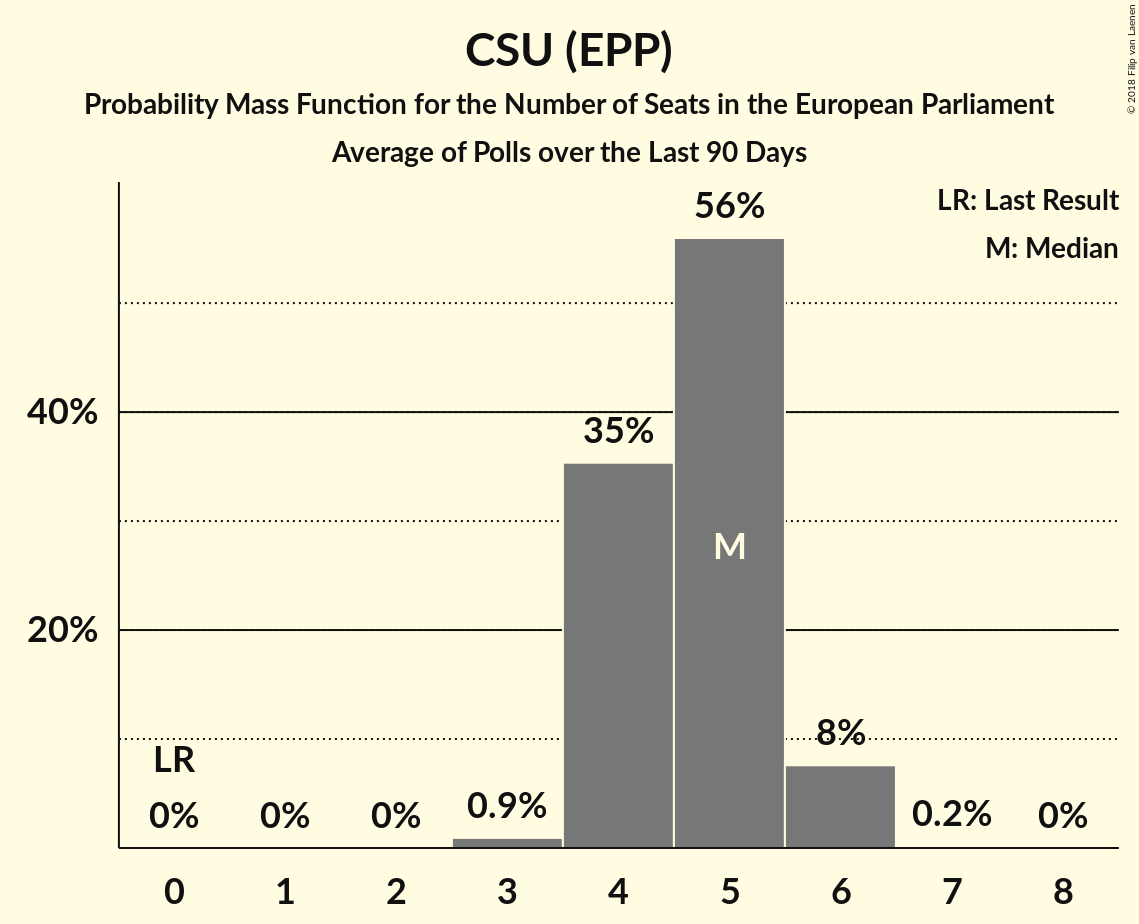 CSU (EPP)
Probability Mass Function for the Number of Seats in the European Parliament
Average of Polls over the Last 90 Days
© 2018 Filip van Laenen
LR: Last Result
M: Median
56%
40%
35%
M
20%
8%
LR
0%
0%
0%
0.9%
0.2%
0%
0 1 2 3 4 5 6 7 8